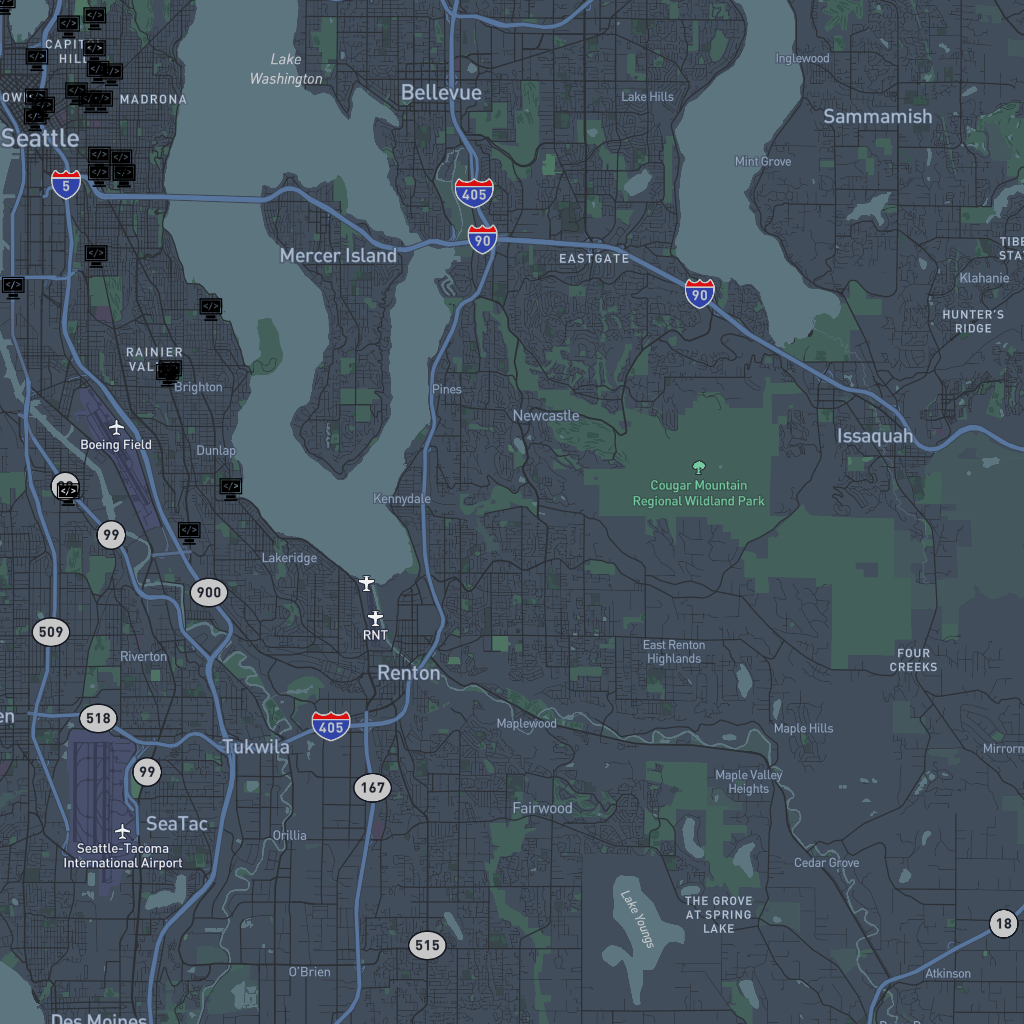 Lake
Washington
CAPIT
HILL
Bellevue
Inglewood
Lake Hills
MADRONA
Sammamish
Seattle
Mint Grove
5
405
90
Mercer Island
EASTGATE
Klahanie
90
HUNTER'S
RIDGE
RAINIER
Brighton
Pines
Newcastle
Boeing Field
Issaquah
Dunlap
Cougar Mountain
Regional Wildland Park
Kennydale
99
Lakeridge
900
RNT
509
Riverton
East Renton
Highlands
FOUR
CREEKS
Renton
518
405
Maplewood
Maple Hills
Tukwila
99
167
Maple Valley
Heights
Fairwood
SeaTac
Orillia
Seattle-Tacoma
International Airport
Cedar Grove
THE GROVE
AT SPRING
LAKE
Lake Youngs
18
515
O'Brien
Atkinson
Des Moines